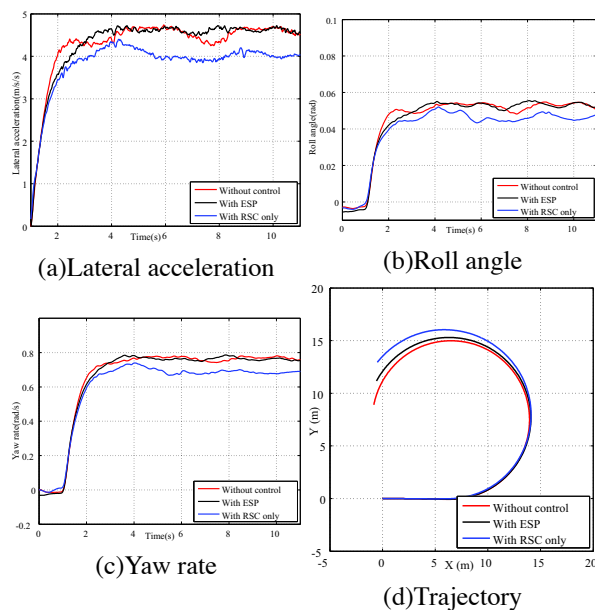 5
4
3
2
1
0
Lateral acceleration(m/s/s)
Without control
With ESP
With RSC only
2
4
Time(s)
6
8
10
(a)Lateral acceleration
0.1
0.08
0.06
0.04
0.02
0
Roll angle(rad)
Without control
With ESP
With RSC only
0
2
4
Time(s)
6
8
10
(b)Roll angle
0.8
0.6
0.4
0.2
0
-0.2
Yaw rate(rad/s)
Without control
With ESP
With RSC only
0
2
4
Time(s)
6
8
10
(c)Yaw rate
20
15
10
5
0
-5
Y (m)
Without control
With ESP
With RSC only
-5
0
5
X (m)
10
15
20
(d)Trajectory